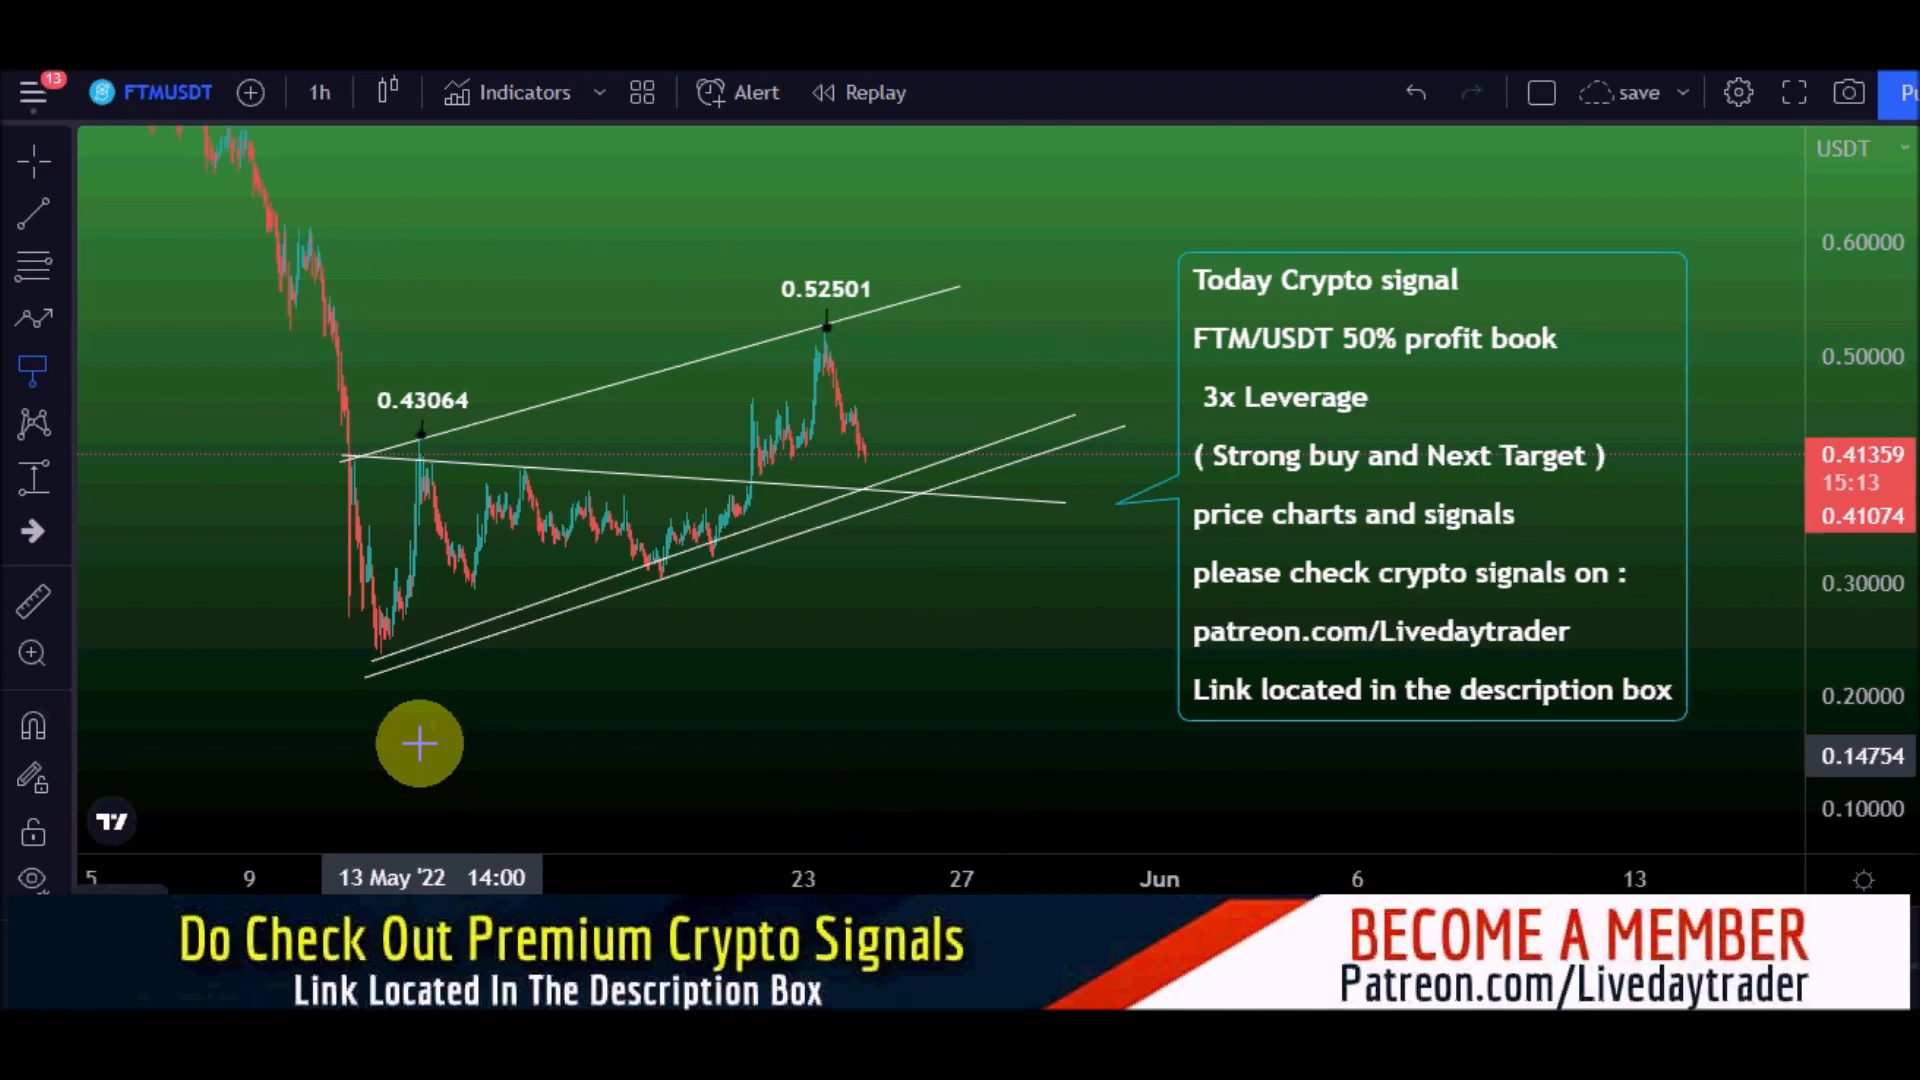 13
FTMUSDT
1h
Indicators
Alert
Replay
save
USDT
0.60000
0.50000
0.41359
15:13
0.41074
0.30000
0.20000
0.14754
0.10000
0.52501
0.43064
Today Crypto signal
FTM/USDT 50% profit book
3x Leverage
( Strong buy and Next Target )
price charts and signals
please check crypto signals on :
patreon.com/Livedaytrader
Link located in the description box
5 9 13 May '22 14:00 23 27 Jun 6 13
Do Check Out Premium Crypto Signals
Link Located In The Description Box
BECOME A MEMBER
Patreon.com/Livedaytrader